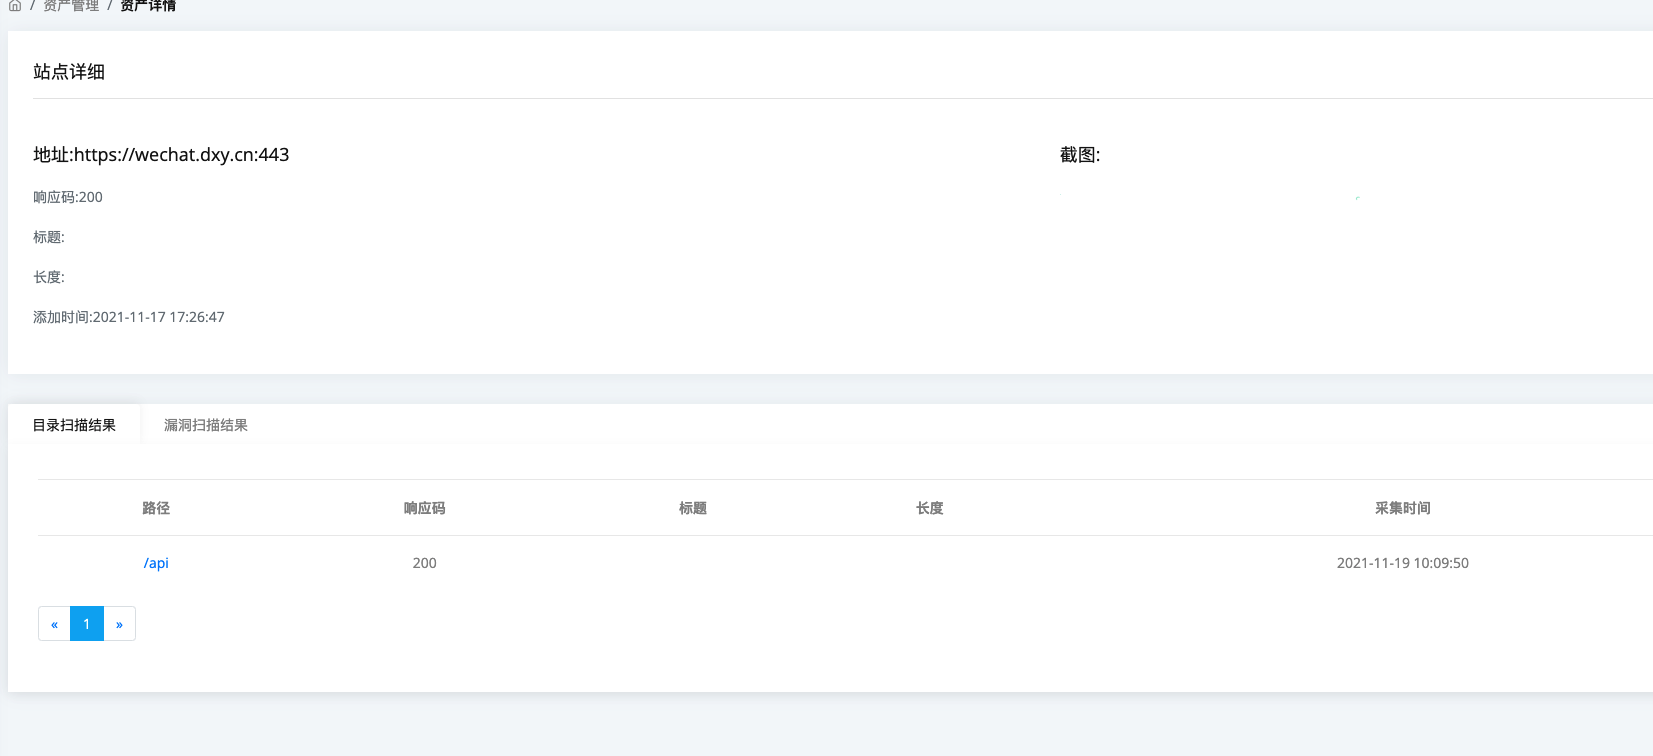 / 资产管理 / 资产详情
站点详细
地址:https://wechat.dxy.cn:443
截图:
响应码:200
标题:
长度:
添加时间:2021-11-17 17:26:47
目录扫描结果 漏洞扫描结果
路径 响应码 标题 长度 采集时间
/api 200 2021-11-19 10:09:50
« 1 »